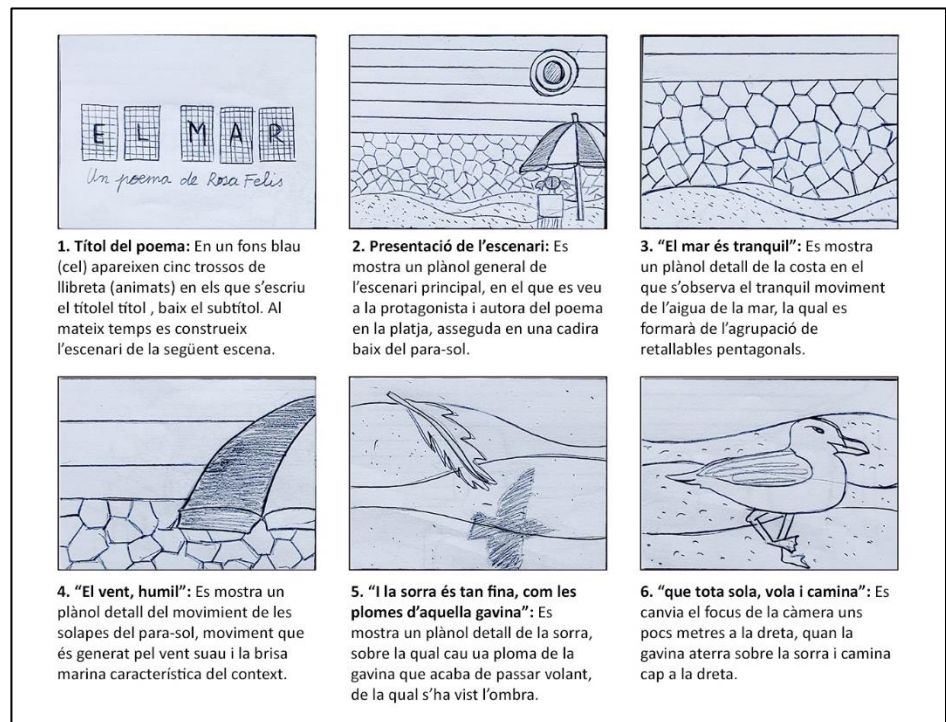 E L M A R
Un poema de Rosa Felis
1. Títol del poema: En un fons blau
(cel) apareixen cinc trossos de
llibreta (animats) en els que s'escriu
el títolel títol , baix el subtítol. Al
mateix temps es construeix
l'escenari de la següent escena.
2. Presentació de l'escenari: Es
mostra un plànol general de
l'escenari principal, en el que es veu
a la protagonista i autora del poema
en la platja, asseguda en una cadira
baix del para-sol.
3. "El mar és tranquil": Es mostra
un plànol detall de la costa en el
que s'observa el tranquil moviment
de l'aigua de la mar, la qual es
formarà de l'agrupació de
retallables pentagonals.
4. "El vent, humil": Es mostra un
plànol detall del movimient de les
solapes del para-sol, moviment que
és generat pel vent suau i la brisa
marina característica del context.
5. "I la sorra és tan fina, com les
plomes d'aquella gavina": Es
mostra un plànol detall de la sorra,
sobre la qual cau ua ploma de la
gavina que acaba de passar volant,
de la qual s'ha vist l'ombra.
6. "que tota sola, vola i camina": Es
canvia el focus de la càmera uns
pocs metres a la dreta, quan la
gavina aterra sobre la sorra i camina
cap a la dreta.